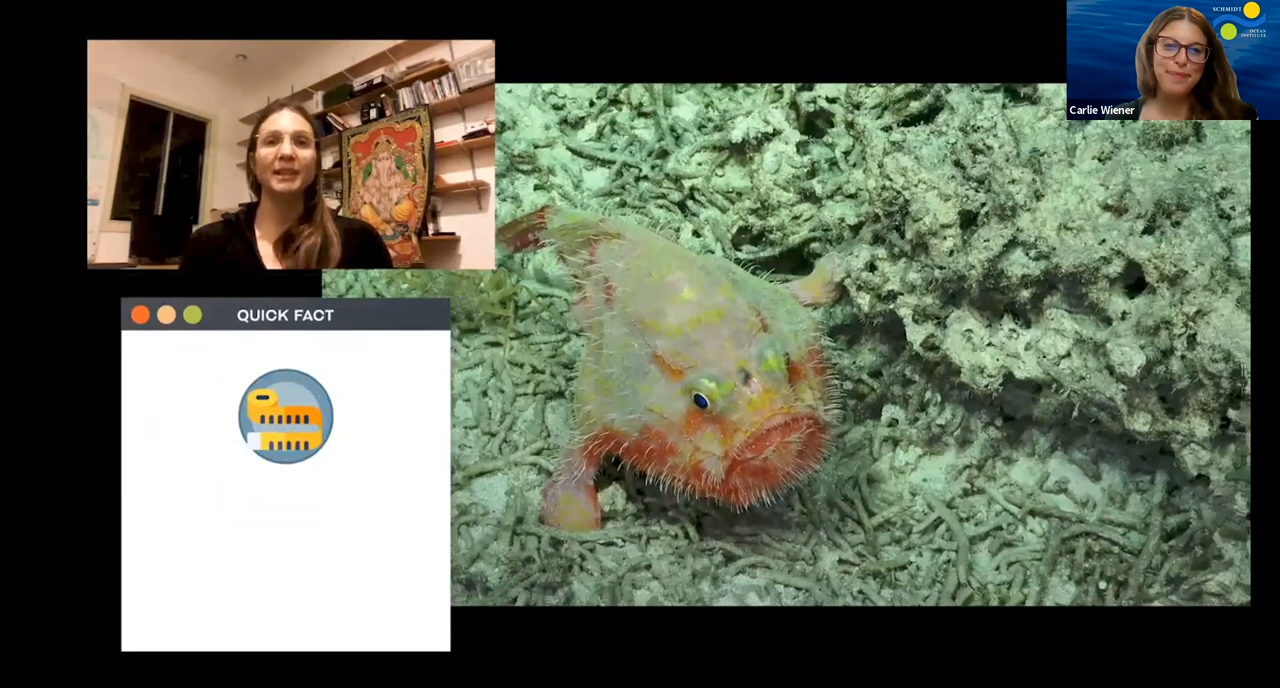 SCHMIDT
OCEAN
INSTITUTE
Carlie Wiener
QUICK FACT